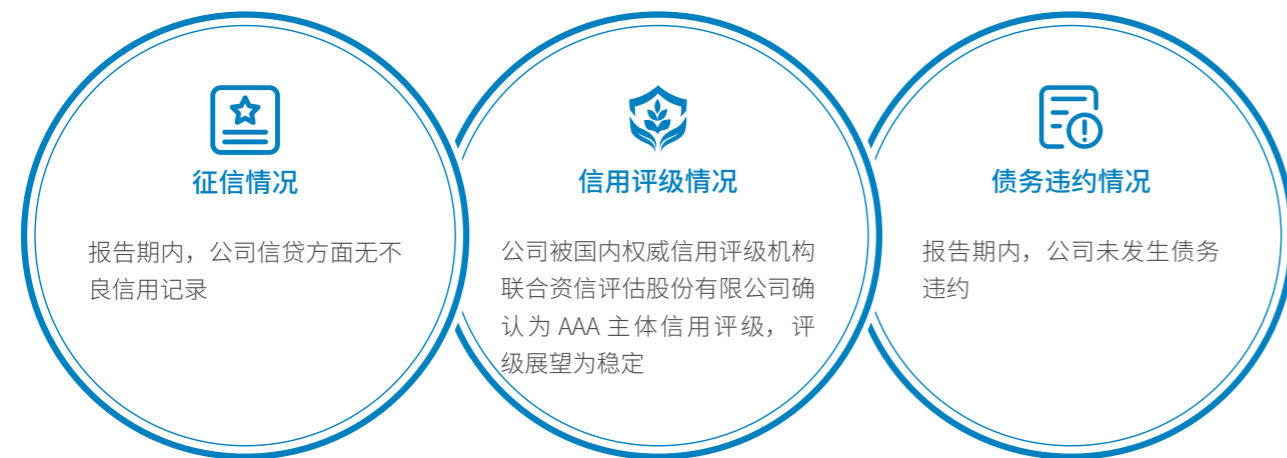 征信情况
报告期内，公司信贷方面无不
良信用记录
信用评级情况
公司被国内权威信用评级机构
联合资信评估股份有限公司确
认为 AAA 主体信用评级，评
级展望为稳定
债务违约情况
报告期内，公司未发生债务
违约